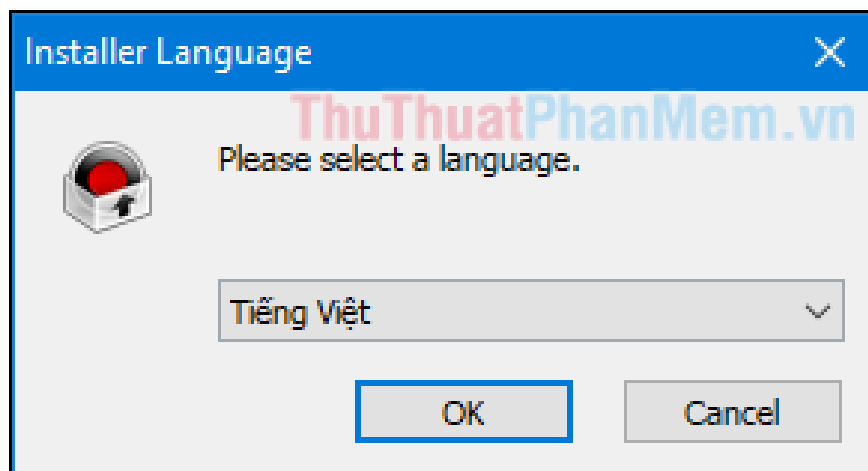 Installer Language
ThuThuatPhanMem.vn
Please select a language.
Tiếng Việt
OK
Cancel